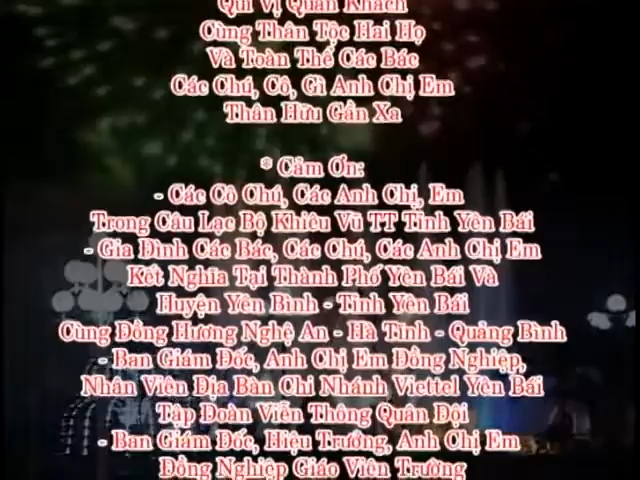 Quí Vị Quan Khách
Cùng Thân Tộc Hai Họ
Và Toàn Thể Các Bác
Các Chú, Cô, Gì Anh Chị Em
Thân Hữu Gần Xa
* Cảm Ơn:
- Các Cô Chú, Các Anh Chị, Em
Trong Câu Lạc Bộ Khiêu Vũ TT Tỉnh Yên Bái
- Gia Đình Các Bác, Các Chú, Các Anh Chị Em
Kết Nghĩa Tại Thành Phố Yên Bái Và
Huyện Yên Bình - Tỉnh Yên Bái
Cùng Đồng Hương Nghệ An - Hà Tĩnh - Quảng Bình
- Ban Giám Đốc, Anh Chị Em Đồng Nghiệp,
Nhân Viên Địa Bàn Chi Nhánh Viettel Yên Bái
Tập Đoàn Viễn Thông Quân Đội
- Ban Giám Đốc, Hiệu Trưởng, Anh Chị Em
Đồng Nghiệp Giáo Viên Trường